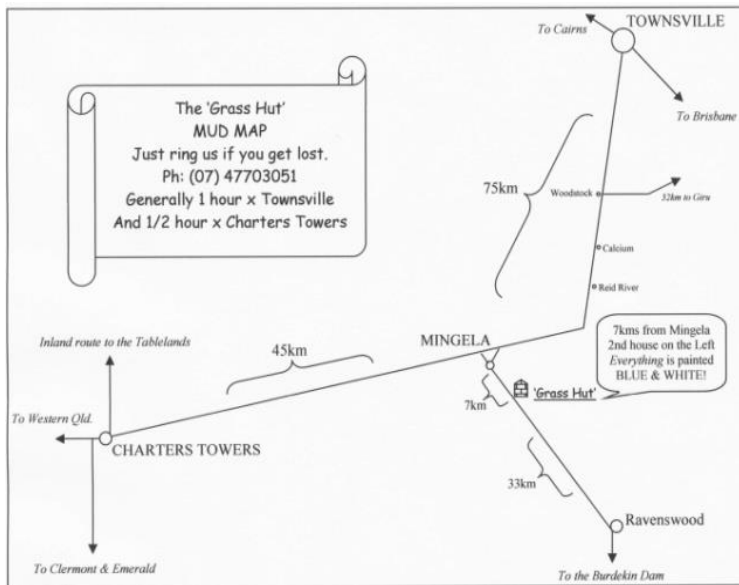 TOWNSVILLE
To Cairns
To Brisbane
The 'Grass Hut'
MUD MAP
Just ring us if you get lost.
Ph: (07) 47703051
Generally 1 hour x Townsville
And 1/2 hour x Charters Towers
75km
Woodstock
32km to Giru
Calcium
Reid River
Inland route to the Tablelands
45km
MINGELA
7kms from Mingela
2nd house on the Left
Everything is painted
BLUE & WHITE!
'Grass Hut'
7km
To Western Qld.
CHARTERS TOWERS
33km
Ravenswood
To Clermont & Emerald
To the Burdekin Dam